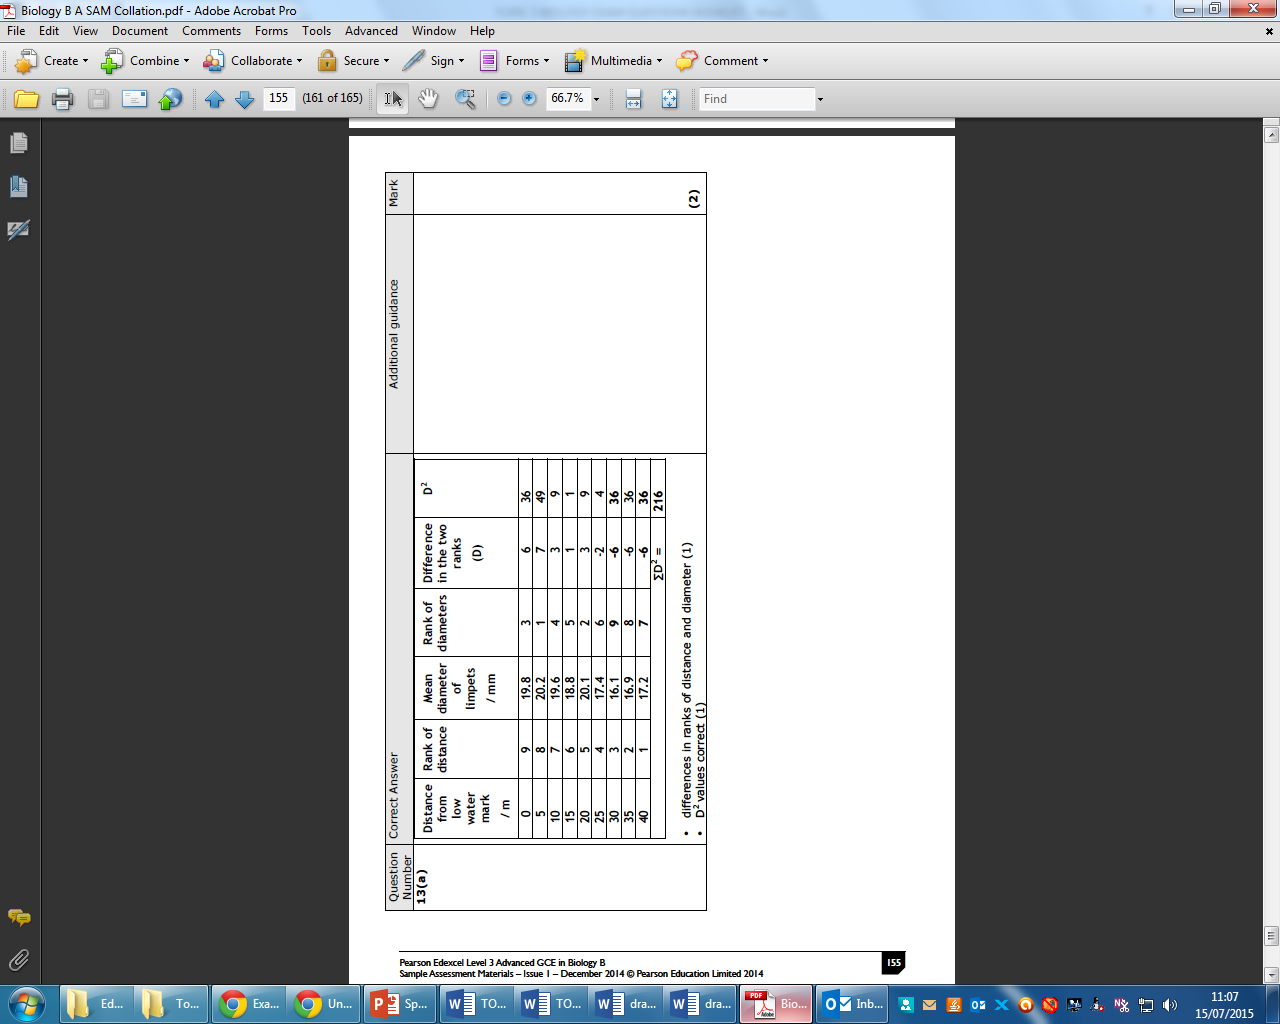 Biology B A SAM Collation.pdf - Adobe Acrobat Pro
File Edit View Document Comments Forms Tools Advanced Window Help
Create Combine Collaborate Secure Sign Forms Multimedia Comment
155 (161 of 165) 66.7% Find
Question Number Correct Answer Additional guidance Mark
13(a)
Distance from low water mark / m Rank of distance Mean diameter of limpets / mm Rank of diameters Difference in the two ranks (D) D²
0 9 19.8 3 6 36
5 8 20.2 1 7 49
10 7 19.6 4 3 9
15 6 18.8 5 1 1
20 5 20.1 2 3 9
25 4 17.4 6 -2 4
30 3 16.1 9 -6 36
35 2 16.9 8 -6 36
40 1 17.2 7 -6 36
ΣD² = 216
• differences in ranks of distance and diameter (1)
• D² values correct (1)
(2)
Pearson Edexcel Level 3 Advanced GCE in Biology B
Sample Assessment Materials – Issue 1 – December 2014 © Pearson Education Limited 2014
155
Ed... To... Exa... Un... Sp... TO... TO... dra... dra... Bio... Inb...
11:07
15/07/2015